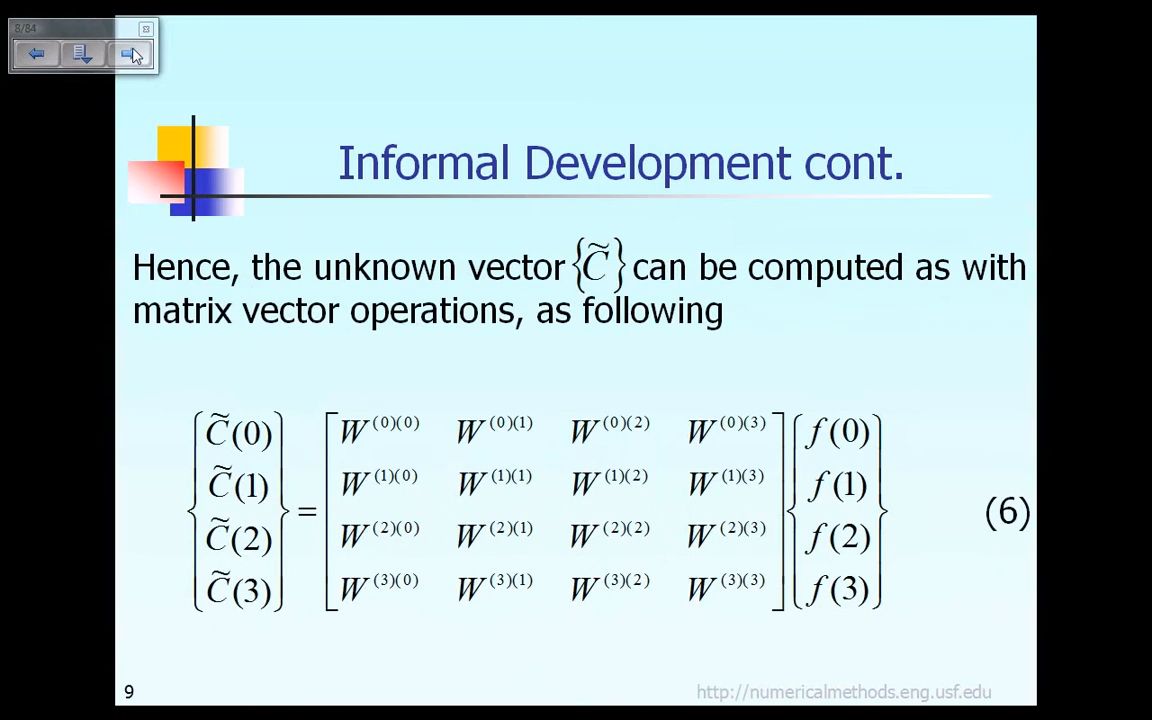 8/84
Informal Development cont.
Hence, the unknown vector {C̃} can be computed as with
matrix vector operations, as following
{C̃(0)} = [W^(0)(0) W^(0)(1) W^(0)(2) W^(0)(3)] {f(0)}
{C̃(1)} [W^(1)(0) W^(1)(1) W^(1)(2) W^(1)(3)] {f(1)}
{C̃(2)} [W^(2)(0) W^(2)(1) W^(2)(2) W^(2)(3)] {f(2)}
{C̃(3)} [W^(3)(0) W^(3)(1) W^(3)(2) W^(3)(3)] {f(3)}
(6)
9
http://numericalmethods.eng.usf.edu